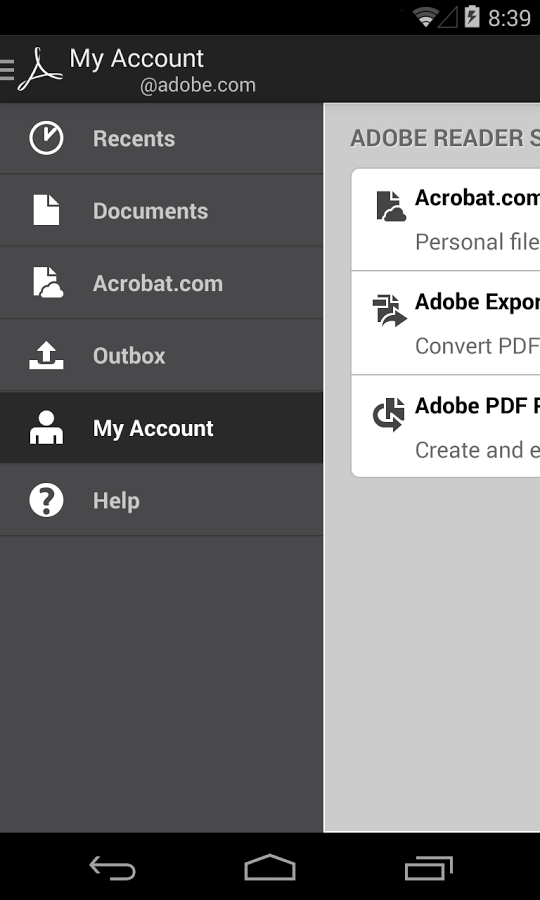 8:39
My Account
@adobe.com
Recents
Documents
Acrobat.com
Outbox
My Account
Help
ADOBE READER S
Acrobat.com
Personal file
Adobe Expor
Convert PDF
Adobe PDF P
Create and e